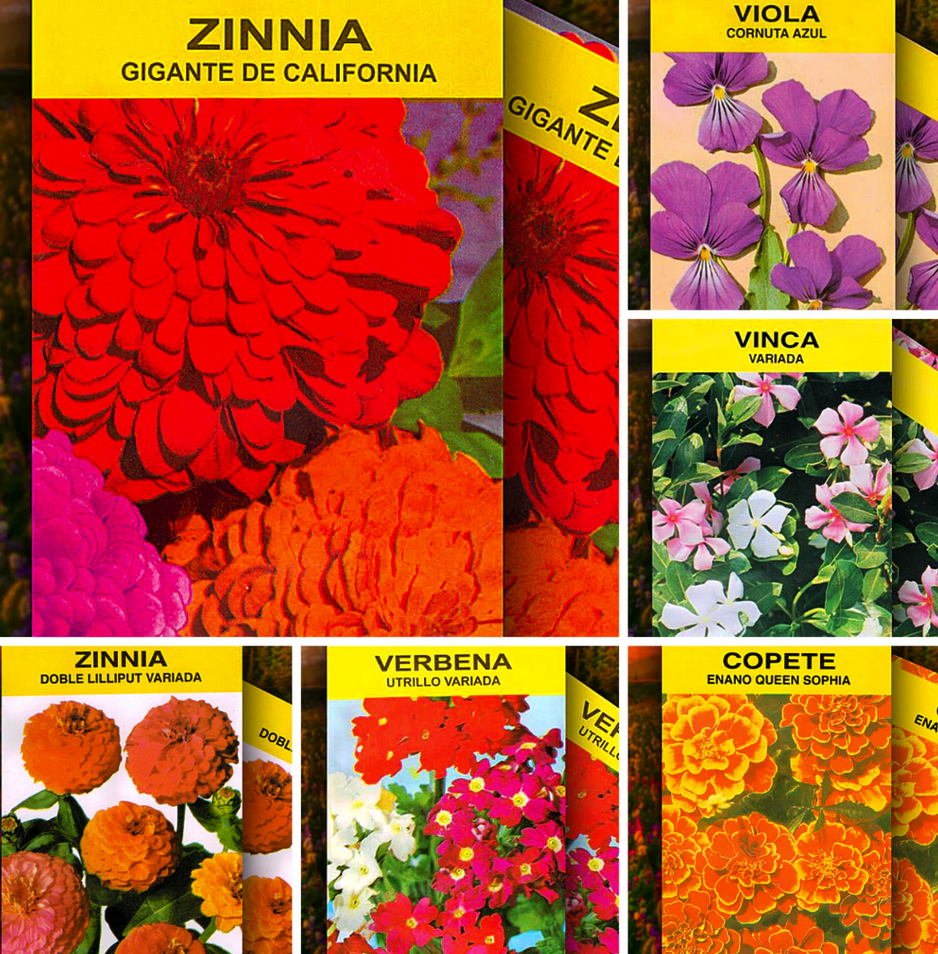 ZINNIA
GIGANTE DE CALIFORNIA
GIGANTE
VIOLA
CORNUTA AZUL
VINCA
VARIADA
ZINNIA
DOBLE LILLIPUT VARIADA
VERBENA
UTRILLO VARIADA
COPETE
ENANO QUEEN SOPHIA